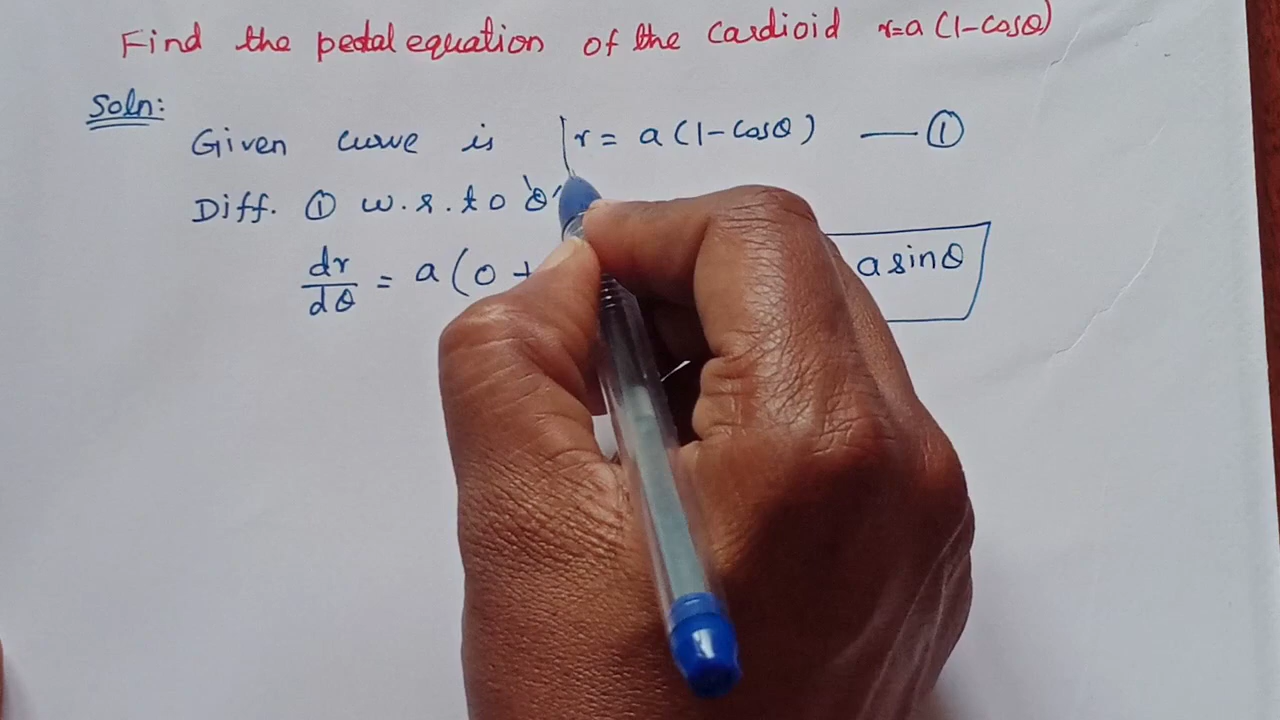 Find the pedal equation of the cardioid r=a(1-cosθ)
Soln:
Given curve is r = a(1-cosθ) — ①
Diff. ① w.r.to 'θ'
dr/dθ = a(0 + a sinθ